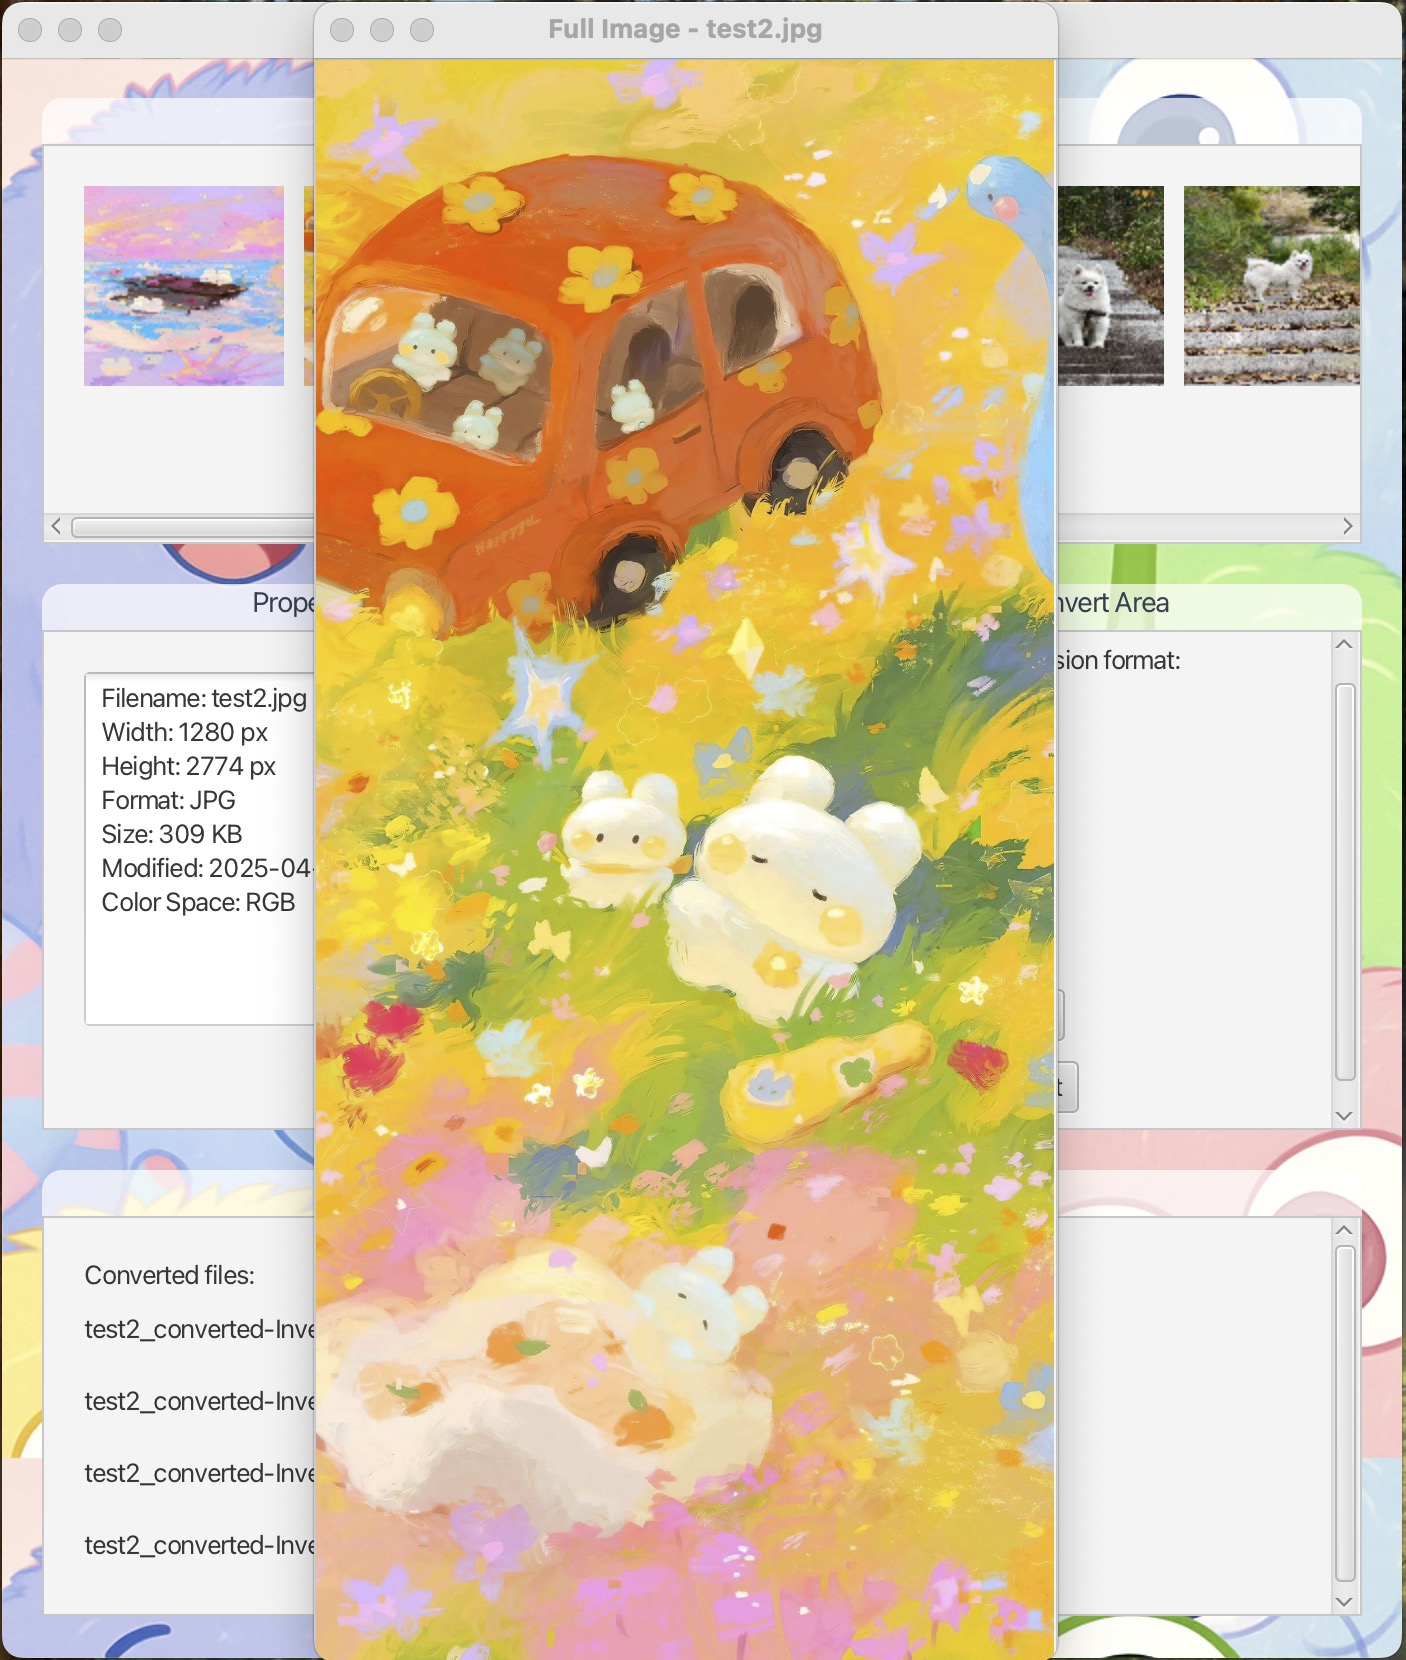 Full Image - test2.jpg
Prope
nvert Area
Filename: test2.jpg
Width: 1280 px
Height: 2774 px
Format: JPG
Size: 309 KB
Modified: 2025-04-
Color Space: RGB
sion format:
t
Converted files:
test2_converted-Inve
test2_converted-Inve
test2_converted-Inve
test2_converted-Inve